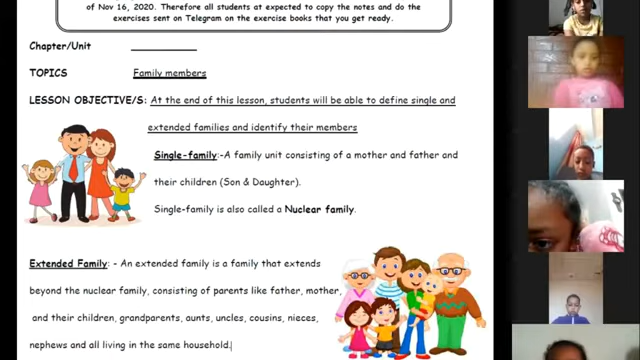 of Nov 16, 2020. Therefore all students at expected to copy the notes and do the
exercises sent on Telegram on the exercise books that you get ready.
Chapter/Unit
TOPICS Family members
LESSON OBJECTIVE/S: At the end of this lesson, students will be able to define single and
extended families and identify their members
Single-family:-A family unit consisting of a mother and father and
their children (Son & Daughter).
Single-family is also called a Nuclear family.
Extended Family: - An extended family is a family that extends
beyond the nuclear family, consisting of parents like father, mother,
and their children, grandparents, aunts, uncles, cousins, nieces,
nephews and all living in the same household.